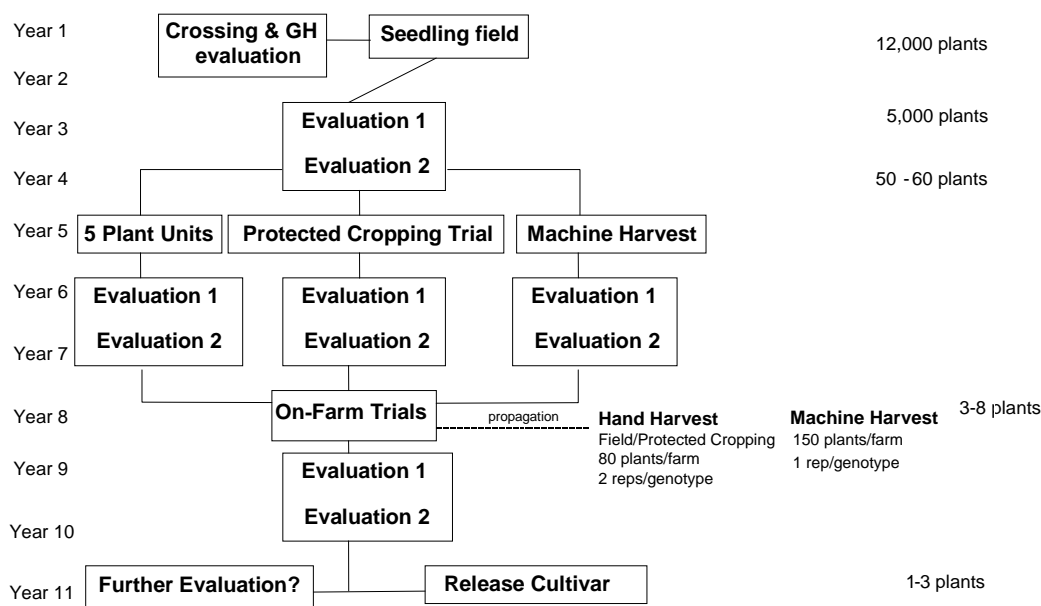 Year 1
Crossing & GH
evaluation
Seedling field
12,000 plants
Year 2
Year 3
Evaluation 1
5,000 plants
Evaluation 2
Year 4
50 - 60 plants
Year 5
5 Plant Units
Protected Cropping Trial
Machine Harvest
Year 6
Evaluation 1
Evaluation 1
Evaluation 1
Evaluation 2
Evaluation 2
Evaluation 2
Year 7
Year 8
On-Farm Trials
propagation
Hand Harvest
Field/Protected Cropping
80 plants/farm
2 reps/genotype
Machine Harvest
150 plants/farm
1 rep/genotype
3-8 plants
Year 9
Evaluation 1
Evaluation 2
Year 10
Year 11
Further Evaluation?
Release Cultivar
1-3 plants